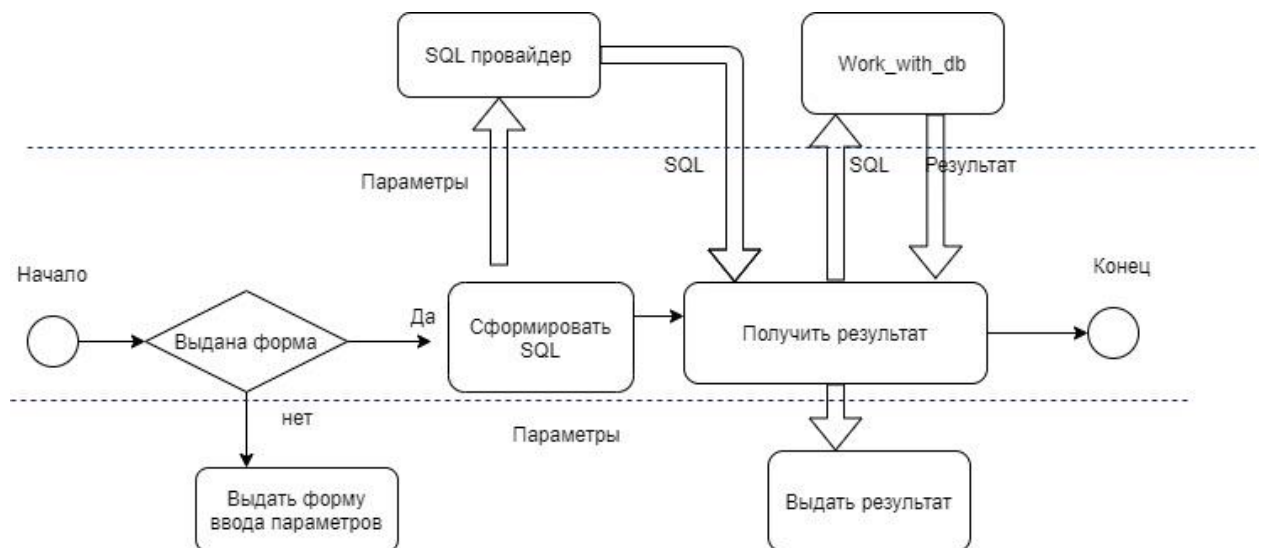 SQL провайдер
Work_with_db
SQL
SQL
Результат
Параметры
Начало
Конец
Да
Выдана форма
Сформировать
SQL
Получить результат
нет
Параметры
Выдать форму
ввода параметров
Выдать результат